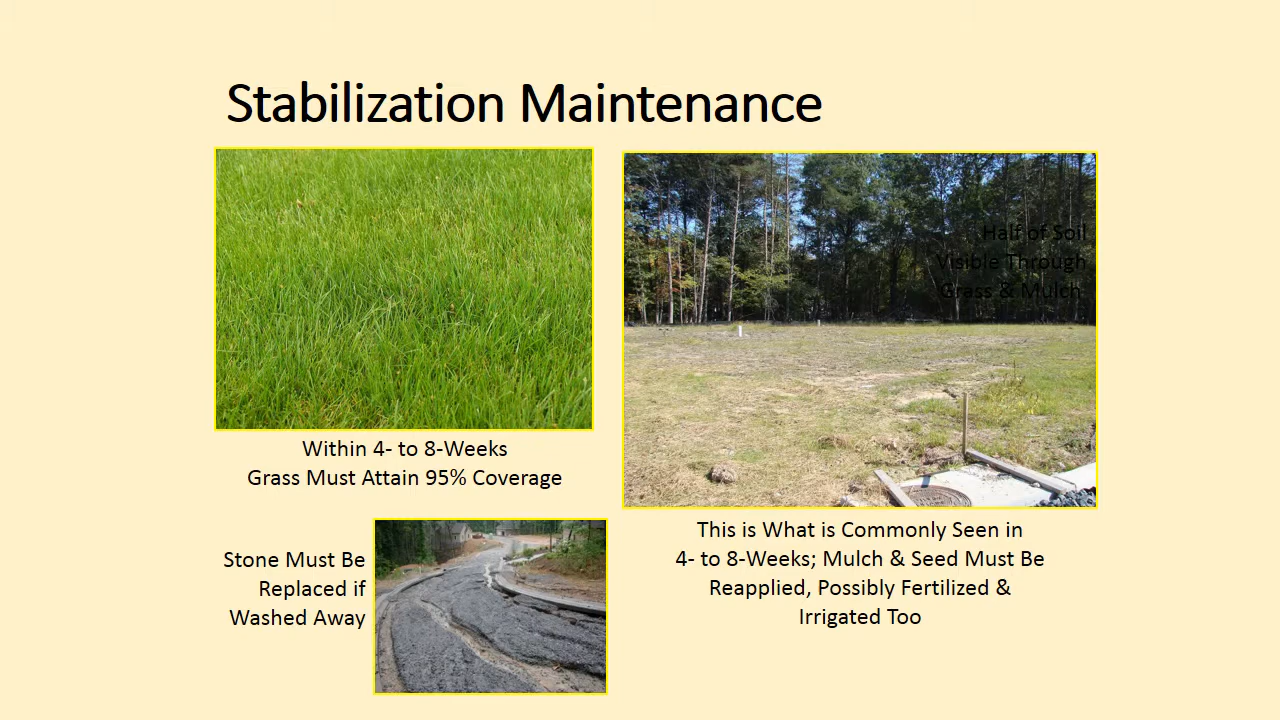 Stabilization Maintenance
Half of Soil
Visible Through
Grass & Mulch
Within 4- to 8-Weeks
Grass Must Attain 95% Coverage
This is What is Commonly Seen in
4- to 8-Weeks; Mulch & Seed Must Be
Reapplied, Possibly Fertilized &
Irrigated Too
Stone Must Be
Replaced if
Washed Away